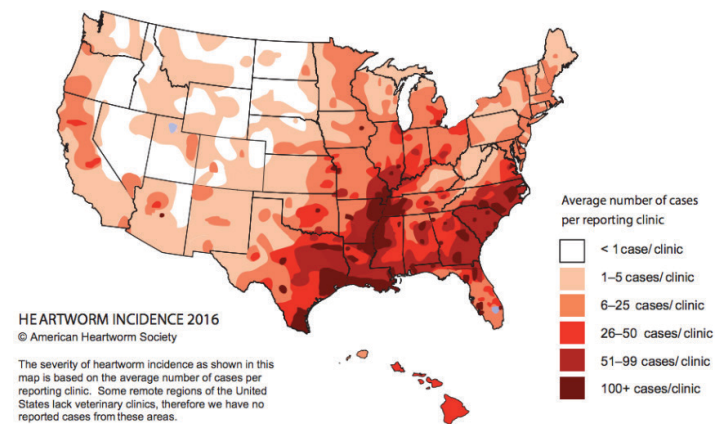 Average number of cases
per reporting clinic
< 1 case/ clinic
1–5 cases/ clinic
6–25 cases/ clinic
26–50 cases/ clinic
51–99 cases/ clinic
100+ cases/clinic
HEARTWORM INCIDENCE 2016
© American Heartworm Society
The severity of heartworm incidence as shown in this
map is based on the average number of cases per
reporting clinic. Some remote regions of the United
States lack veterinary clinics, therefore we have no
reported cases from these areas.